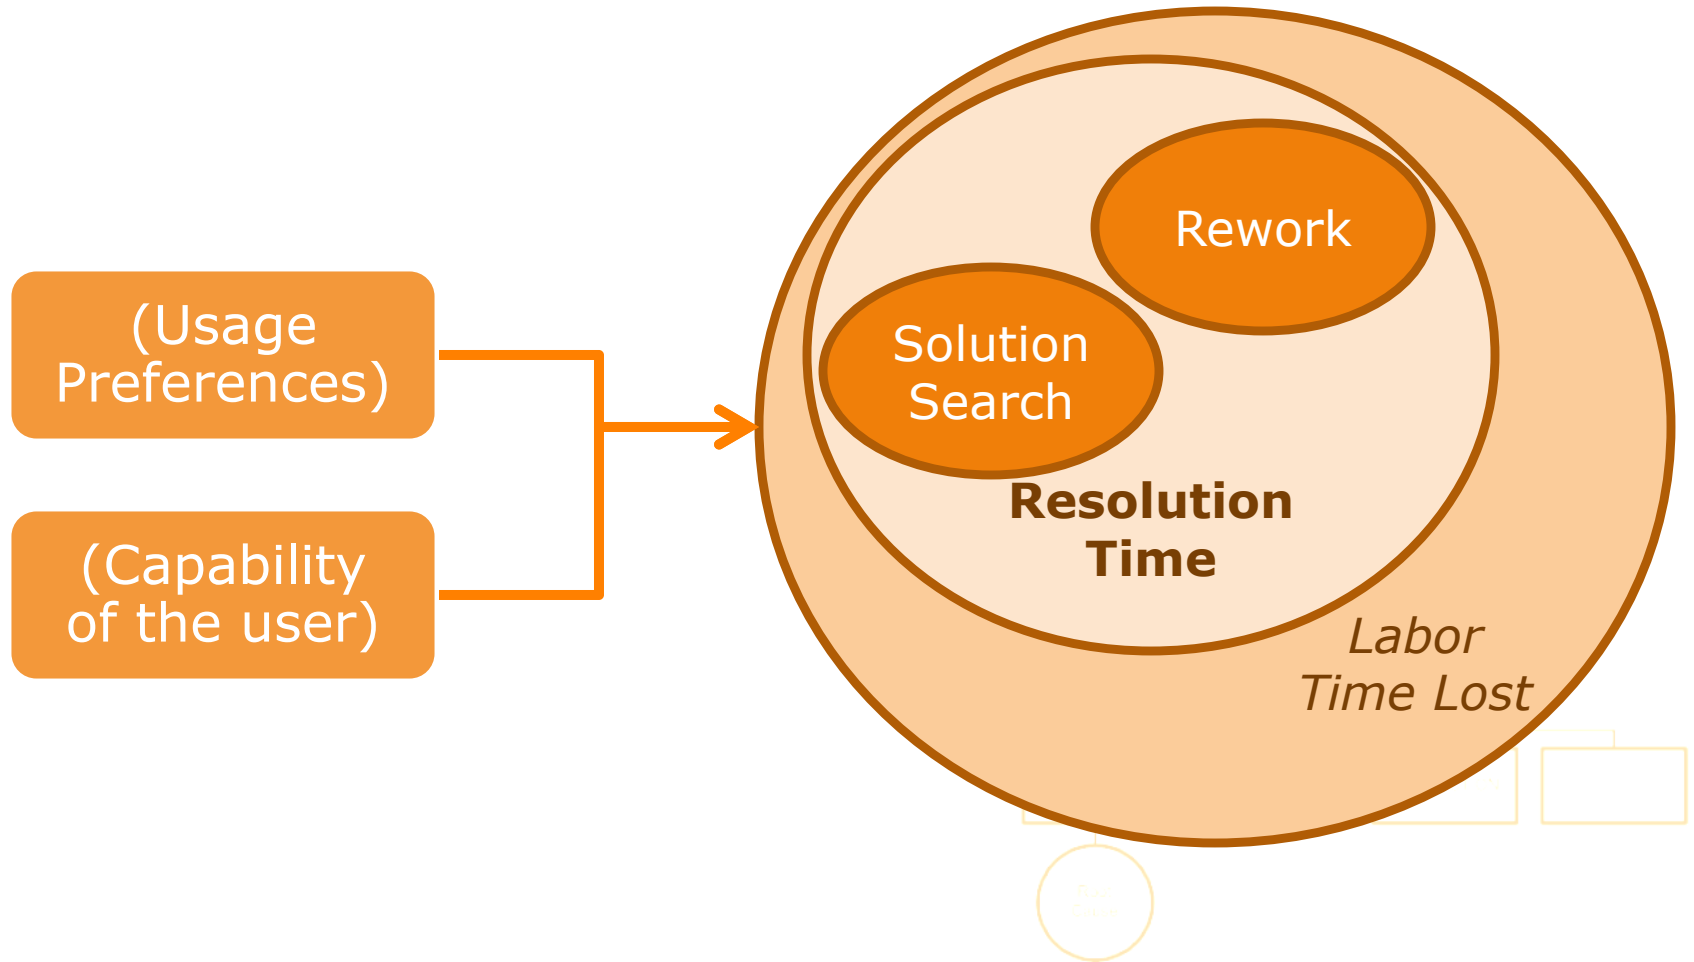 (Usage
Preferences)
(Capability
of the user)
Rework
Solution
Search
Resolution
Time
Labor
Time Lost